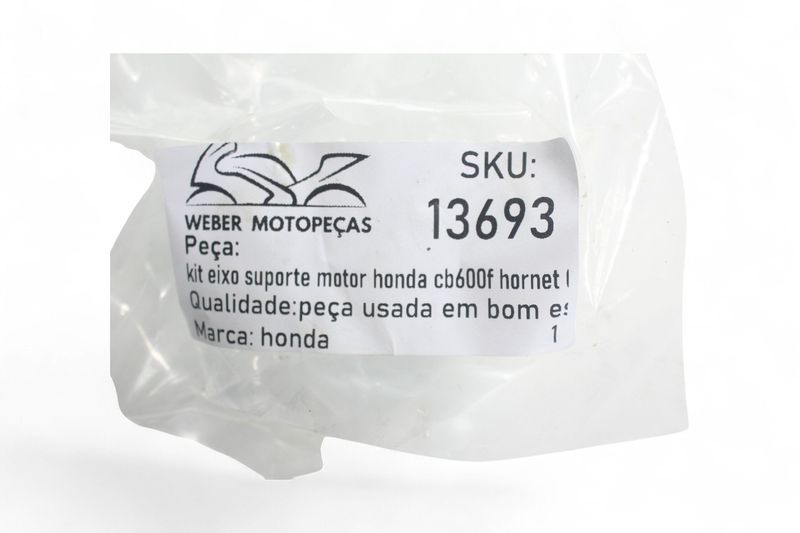 SKU:
13693
WEBER MOTOPEÇAS
Peça:
kit eixo suporte motor honda cb600f hornet
Qualidade:peça usada em bom es
Marca: honda
1